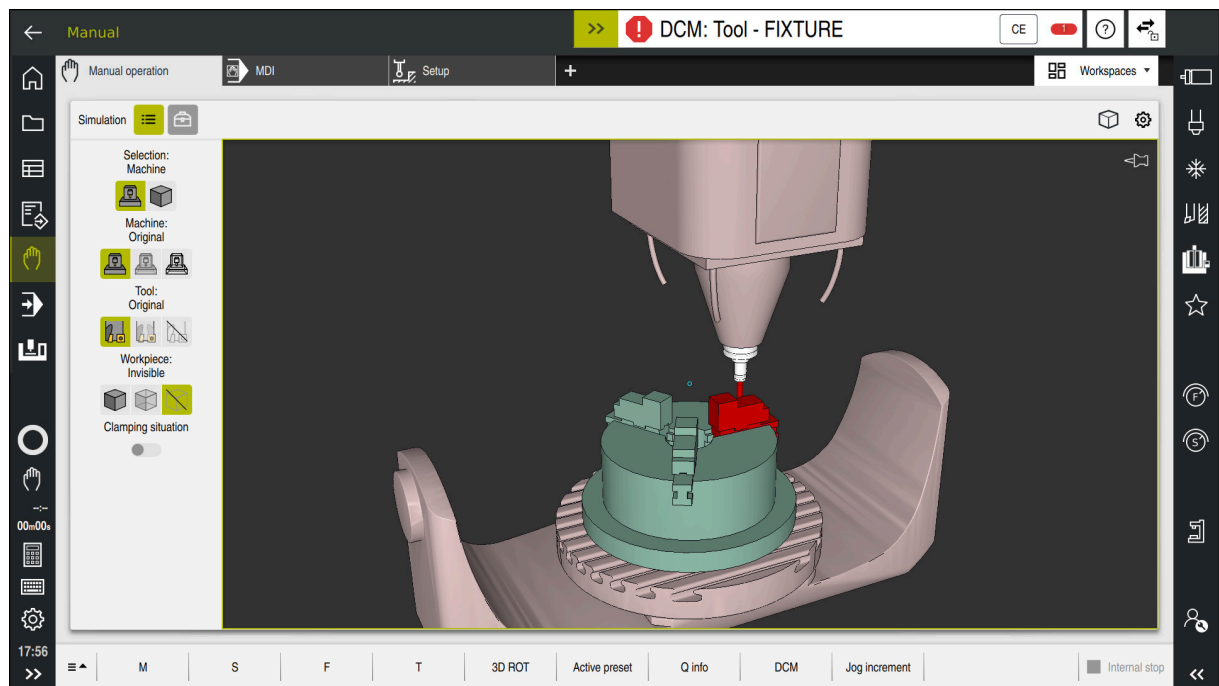 Manual
DCM: Tool - FIXTURE
CE
1
?
Manual operation
MDI
Setup
+
Workspaces
Simulation
Selection:
Machine
Machine:
Original
Tool:
Original
Workpiece:
Invisible
Clamping situation
F
S
--:--
00m00s
17:56
M
S
F
T
3D ROT
Active preset
Q info
DCM
Jog increment
Internal stop